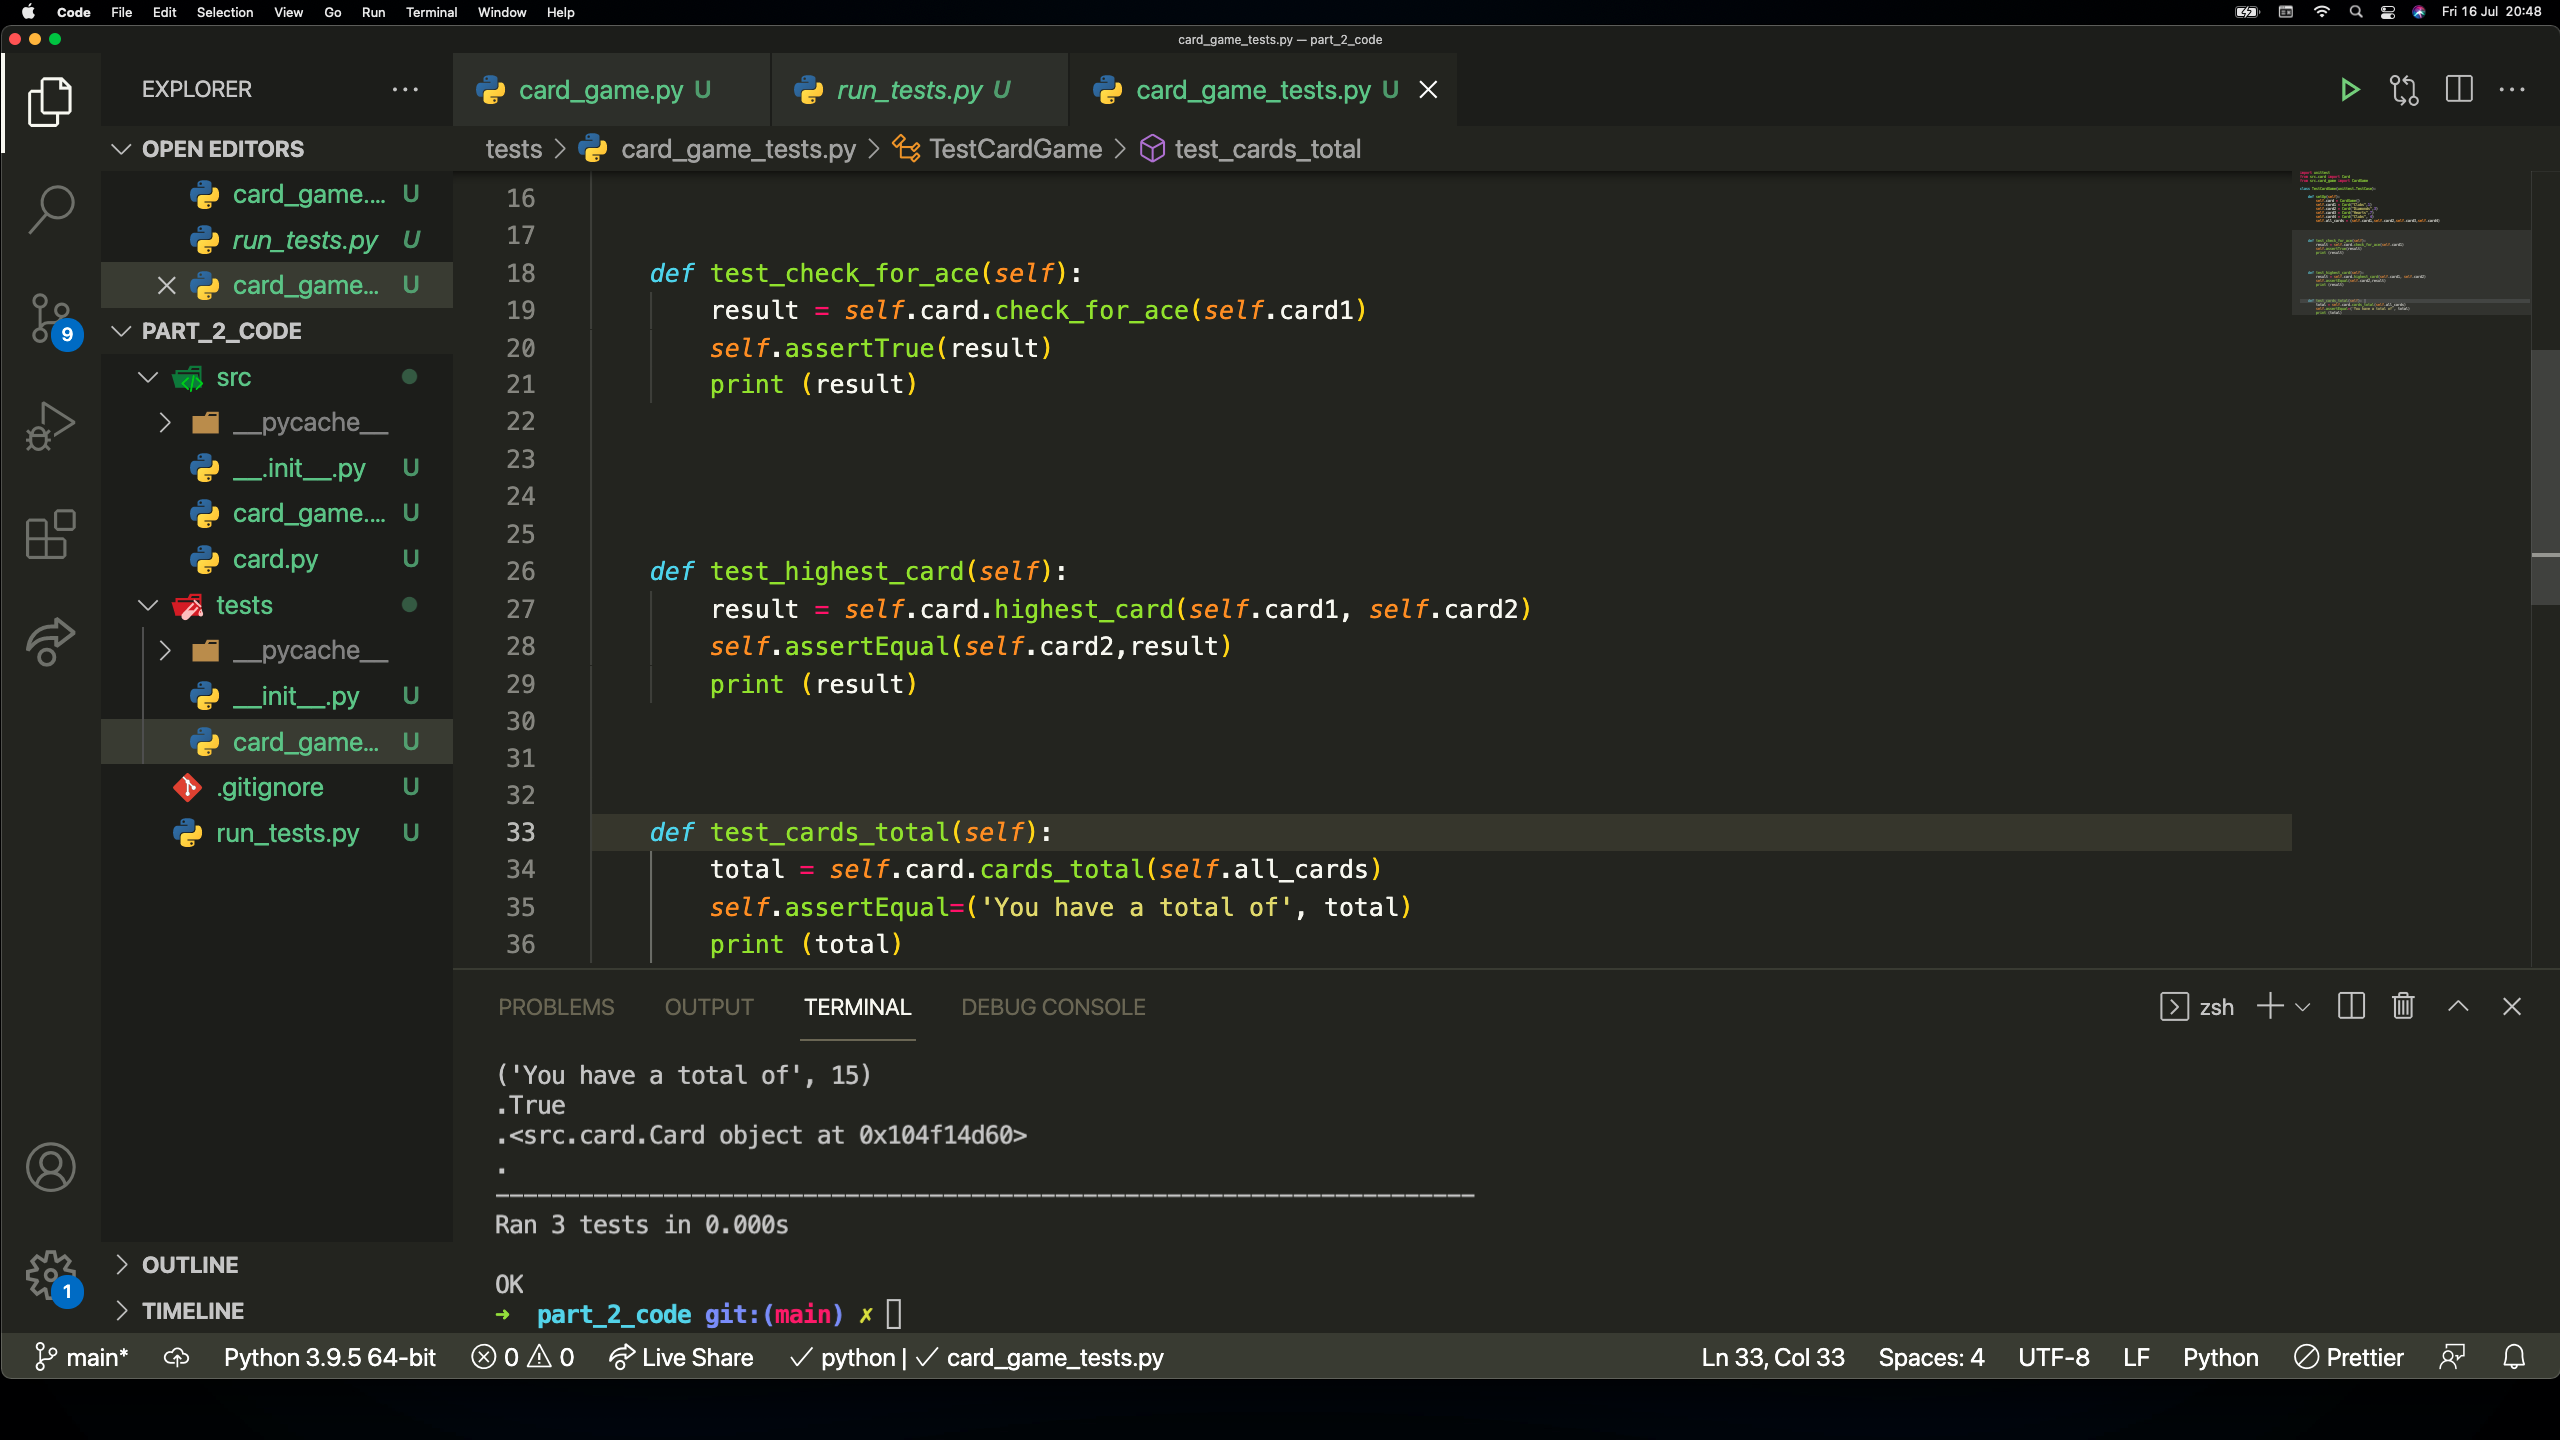 Code File Edit Selection View Go Run Terminal Window Help Fri 16 Jul 20:48
card_game_tests.py — part_2_code
EXPLORER
card_game.py U run_tests.py U card_game_tests.py U
OPEN EDITORS
card_game.... U
run_tests.py U
card_game... U
PART_2_CODE
src
__pycache__
__.init__.py U
card_game.... U
card.py U
tests
__pycache__
__init__.py U
card_game... U
.gitignore U
run_tests.py U
OUTLINE
TIMELINE
9
1
tests > card_game_tests.py > TestCardGame > test_cards_total
16
17
18 def test_check_for_ace(self):
19 result = self.card.check_for_ace(self.card1)
20 self.assertTrue(result)
21 print (result)
22
23
24
25
26 def test_highest_card(self):
27 result = self.card.highest_card(self.card1, self.card2)
28 self.assertEqual(self.card2,result)
29 print (result)
30
31
32
33 def test_cards_total(self):
34 total = self.card.cards_total(self.all_cards)
35 self.assertEqual=('You have a total of', total)
36 print (total)
PROBLEMS OUTPUT TERMINAL DEBUG CONSOLE zsh
('You have a total of', 15)
.True
.<src.card.Card object at 0x104f14d60>
.
----------------------------------------------------------------------
Ran 3 tests in 0.000s
OK
➜ part_2_code git:(main) ✗
main* Python 3.9.5 64-bit 0 0 Live Share ✓ python | ✓ card_game_tests.py Ln 33, Col 33 Spaces: 4 UTF-8 LF Python Prettier